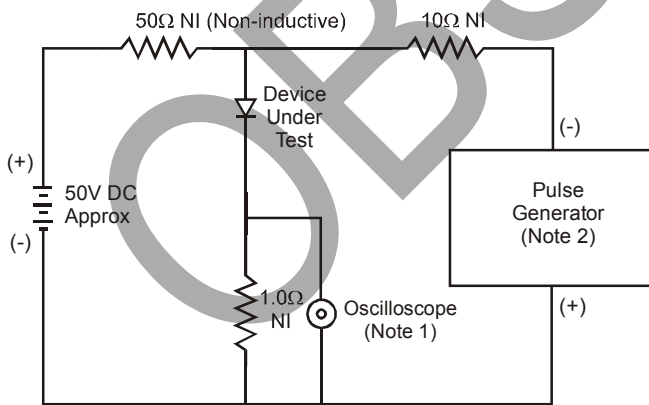 50Ω NI (Non-inductive)
10Ω NI
Device
Under
Test
(+)
50V DC
Approx
(-)
1.0Ω
NI
Oscilloscope
(Note 1)
(-)
Pulse
Generator
(Note 2)
(+)
OBS